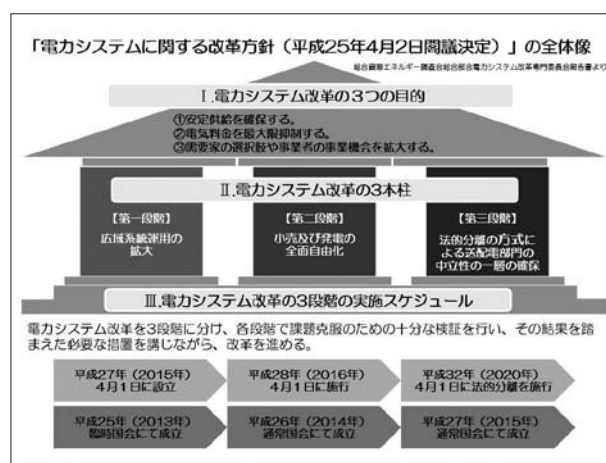 「電力システムに関する改革方針（平成25年4月2日閣議決定）」の全体像
総合資源エネルギー調査会総合部会電力システム改革専門委員会報告書より
Ⅰ.電力システム改革の3つの目的
①安定供給を確保する。
②電気料金を最大限抑制する。
③需要家の選択肢や事業者の事業機会を拡大する。
Ⅱ.電力システム改革の3本柱
【第一段階】
広域系統運用の
拡大
【第二段階】
小売及び発電の
全面自由化
【第三段階】
法的分離の方式に
よる送配電部門の
中立性の一層の確保
Ⅲ.電力システム改革の3段階の実施スケジュール
電力システム改革を3段階に分け、各段階で課題克服のための十分な検証を行い、その結果を踏
まえた必要な措置を講じながら、改革を進める。
平成27年（2015年）
4月1日に設立
平成28年（2016年）
4月1日に施行
平成32年（2020年）
4月1日に法的分離を施行
平成25年（2013年）
臨時国会にて成立
平成26年（2014年）
通常国会にて成立
平成27年（2015年）
通常国会にて成立